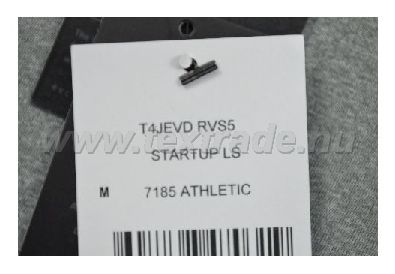 T4JEVD RVS5
STARTUP LS
M 7185 ATHLETIC
www.textrade.nu